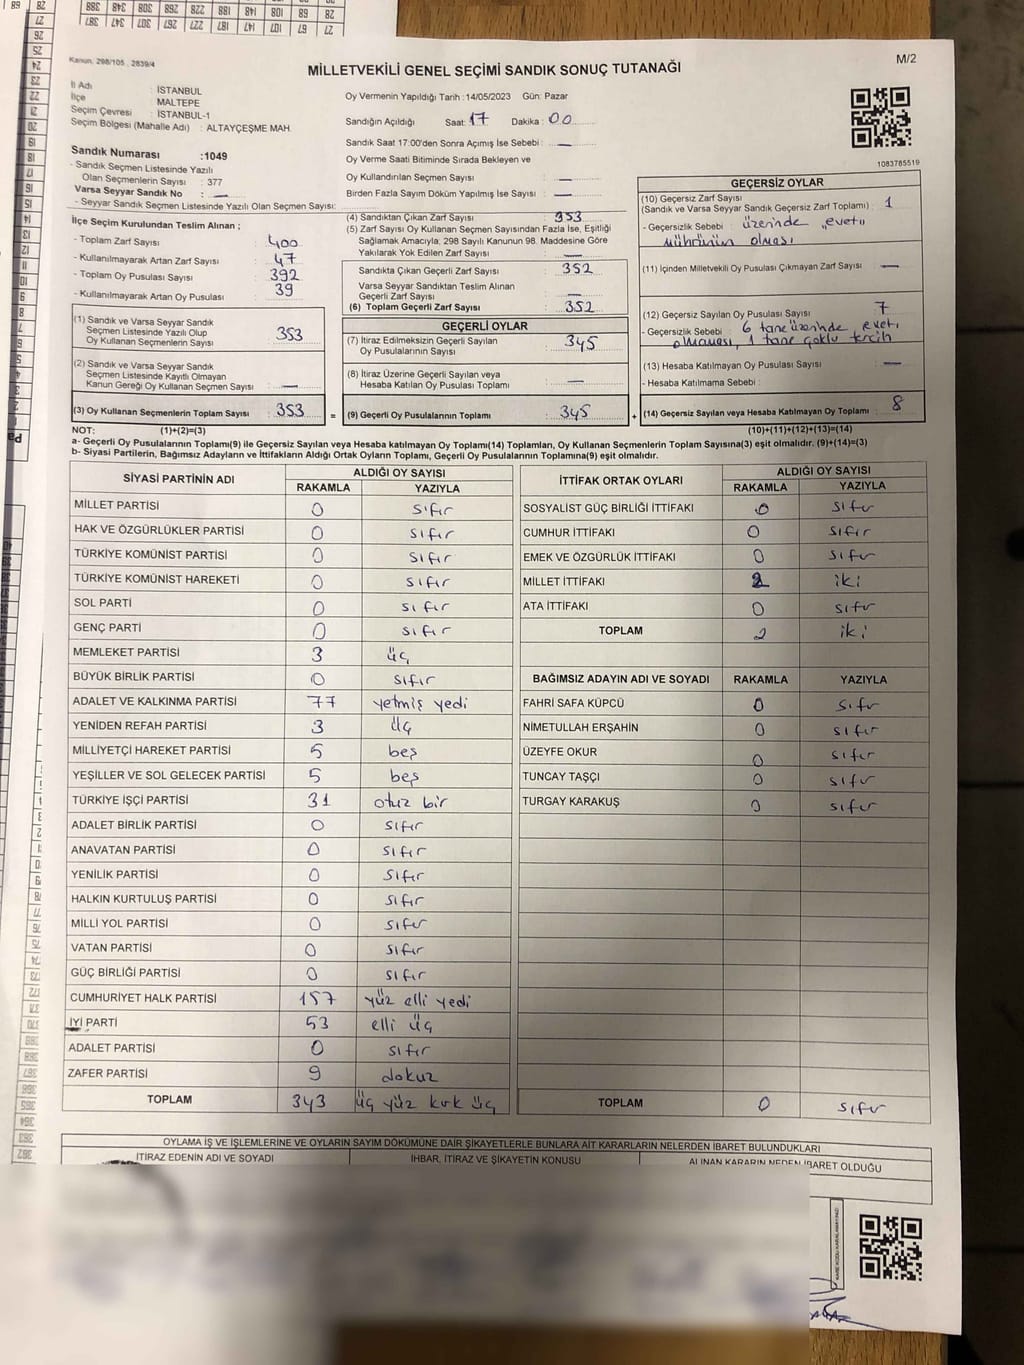 Kanun. 298/105 , 2839/4
M/2
MİLLETVEKİLİ GENEL SEÇİMİ SANDIK SONUÇ TUTANAĞI
İl Adı : İSTANBUL
İlçe : MALTEPE
Seçim Çevresi : İSTANBUL-1
Seçim Bölgesi (Mahalle Adı) : ALTAYÇEŞME MAH.
Sandık Numarası :1049
- Sandık Seçmen Listesinde Yazılı
Olan Seçmenlerin Sayısı : 377
Varsa Seyyar Sandık No : —
- Seyyar Sandık Seçmen Listesinde Yazılı Olan Seçmen Sayısı:
Oy Vermenin Yapıldığı Tarih : 14/05/2023 Gün: Pazar
Sandığın Açıldığı Saat: 17 Dakika : 00
Sandık Saat 17:00'den Sonra Açımış İse Sebebi : —
Oy Verme Saati Bitiminde Sırada Bekleyen ve
Oy Kullandırılan Seçmen Sayısı : —
Birden Fazla Sayım Döküm Yapılmış İse Sayısı : —
1083785519
İlçe Seçim Kurulundan Teslim Alınan ;
- Toplam Zarf Sayısı : 400
- Kullanılmayarak Artan Zarf Sayısı : 47
- Toplam Oy Pusulası Sayısı : 392
- Kullanılmayarak Artan Oy Pusulası : 39
(1) Sandık ve Varsa Seyyar Sandık
Seçmen Listesinde Yazılı Olup
Oy Kullanan Seçmenlerin Sayısı : 353
(2) Sandık ve Varsa Seyyar Sandık
Seçmen Listesinde Kayıtlı Olmayan
Kanun Gereği Oy Kullanan Seçmen Sayısı : —
(3) Oy Kullanan Seçmenlerin Toplam Sayısı : 353
(4) Sandıktan Çıkan Zarf Sayısı : 353
(5) Zarf Sayısı Oy Kullanan Seçmen Sayısından Fazla İse, Eşitliği
Sağlamak Amacıyla; 298 Sayılı Kanunun 98. Maddesine Göre
Yakılarak Yok Edilen Zarf Sayısı : —
Sandıkta Çıkan Geçerli Zarf Sayısı : 352
Varsa Seyyar Sandıktan Teslim Alınan
Geçerli Zarf Sayısı : —
(6) Toplam Geçerli Zarf Sayısı : 352
GEÇERLİ OYLAR
(7) İtiraz Edilmeksizin Geçerli Sayılan
Oy Pusulalarının Sayısı : 345
(8) İtiraz Üzerine Geçerli Sayılan veya
Hesaba Katılan Oy Pusulası Toplamı : —
= (9) Geçerli Oy Pusulalarının Toplamı : 345
GEÇERSİZ OYLAR
(10) Geçersiz Zarf Sayısı
(Sandık ve Varsa Seyyar Sandık Geçersiz Zarf Toplamı) : 1
- Geçersizlik Sebebi : üzerinde „evet"
mührünün olması
(11) İçinden Milletvekili Oy Pusulası Çıkmayan Zarf Sayısı : —
(12) Geçersiz Sayılan Oy Pusulası Sayısı : 7
- Geçersizlik Sebebi : 6 tane üzerinde evet,
olmaması, 1 tane çoklu tercih
(13) Hesaba Katılmayan Oy Pusulası Sayısı : —
- Hesaba Katılmama Sebebi :
+ (14) Geçersiz Sayılan veya Hesaba Katılmayan Oy Toplamı : 8
NOT: (1)+(2)=(3) (10)+(11)+(12)+(13)=(14)
a- Geçerli Oy Pusulalarının Toplamı(9) ile Geçersiz Sayılan veya Hesaba katılmayan Oy Toplamı(14) Toplamları, Oy Kullanan Seçmenlerin Toplam Sayısına(3) eşit olmalıdır. (9)+(14)=(3)
b- Siyasi Partilerin, Bağımsız Adayların ve İttifakların Aldığı Oyların Toplamı, Geçerli Oy Pusulalarının Toplamına(9) eşit olmalıdır.
SİYASİ PARTİNİN ADI ALDIĞI OY SAYISI
RAKAMLA YAZIYLA
MİLLET PARTİSİ 0 sıfır
HAK VE ÖZGÜRLÜKLER PARTİSİ 0 sıfır
TÜRKİYE KOMÜNİST PARTİSİ 0 sıfır
TÜRKİYE KOMÜNİST HAREKETİ 0 sıfır
SOL PARTİ 0 sıfır
GENÇ PARTİ 0 sıfır
MEMLEKET PARTİSİ 3 üç
BÜYÜK BİRLİK PARTİSİ 0 sıfır
ADALET VE KALKINMA PARTİSİ 77 yetmiş yedi
YENİDEN REFAH PARTİSİ 3 üç
MİLLİYETÇİ HAREKET PARTİSİ 5 beş
YEŞİLLER VE SOL GELECEK PARTİSİ 5 beş
TÜRKİYE İŞÇİ PARTİSİ 31 otuz bir
ADALET BİRLİK PARTİSİ 0 sıfır
ANAVATAN PARTİSİ 0 sıfır
YENİLİK PARTİSİ 0 sıfır
HALKIN KURTULUŞ PARTİSİ 0 sıfır
MİLLİ YOL PARTİSİ 0 sıfır
VATAN PARTİSİ 0 sıfır
GÜÇ BİRLİĞİ PARTİSİ 0 sıfır
CUMHURİYET HALK PARTİSİ 157 yüz elli yedi
İYİ PARTİ 53 elli üç
ADALET PARTİSİ 0 sıfır
ZAFER PARTİSİ 9 dokuz
TOPLAM 343 üç yüz kırk üç
İTTİFAK ORTAK OYLARI ALDIĞI OY SAYISI
RAKAMLA YAZIYLA
SOSYALİST GÜÇ BİRLİĞİ İTTİFAKI 0 sıfır
CUMHUR İTTİFAKI 0 sıfır
EMEK VE ÖZGÜRLÜK İTTİFAKI 0 sıfır
MİLLET İTTİFAKI 2 iki
ATA İTTİFAKI 0 sıfır
TOPLAM 2 iki
BAĞIMSIZ ADAYIN ADI VE SOYADI RAKAMLA YAZIYLA
FAHRİ SAFA KÜPCÜ 0 sıfır
NİMETULLAH ERŞAHİN 0 sıfır
ÜZEYFE OKUR 0 sıfır
TUNCAY TAŞÇI 0 sıfır
TURGAY KARAKUŞ 0 sıfır
TOPLAM 0 sıfır
OYLAMA İŞ VE İŞLEMLERİNE VE OYLARIN SAYIM DÖKÜMÜNE DAİR ŞİKAYETLERLE BUNLARA AİT KARARLARIN NELERDEN İBARET BULUNDUKLARI
İTİRAZ EDENİN ADI VE SOYADI İHBAR, İTİRAZ VE ŞİKAYETİN KONUSU ALINAN KARARIN NEDEN İBARET OLDUĞU